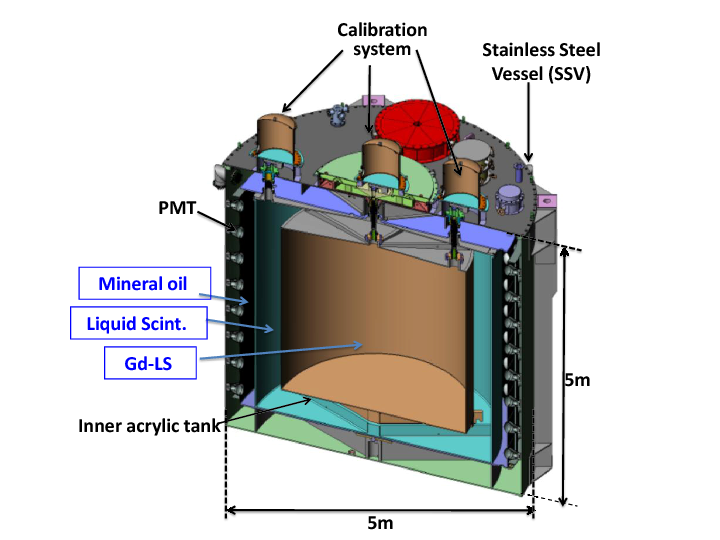 Calibration
system
Stainless Steel
Vessel (SSV)
PMT
Mineral oil
Liquid Scint.
Gd-LS
5m
Inner acrylic tank
5m